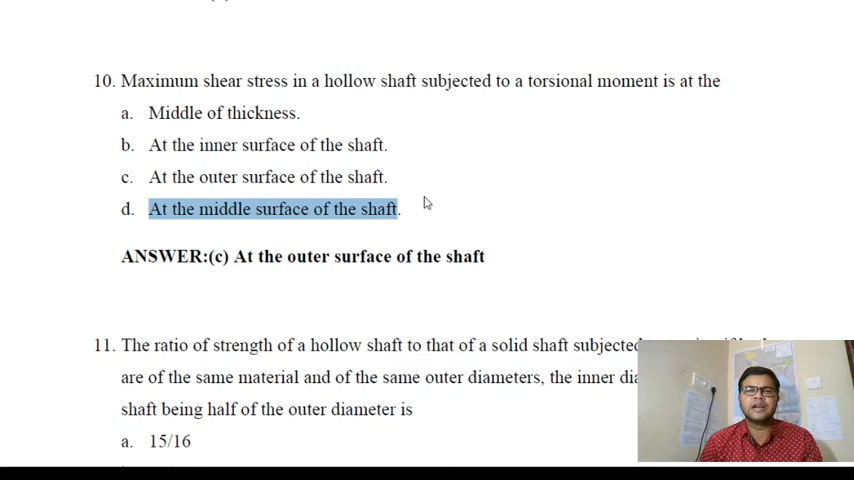 10. Maximum shear stress in a hollow shaft subjected to a torsional moment is at the
a. Middle of thickness.
b. At the inner surface of the shaft.
c. At the outer surface of the shaft.
d. At the middle surface of the shaft.
ANSWER:(c) At the outer surface of the shaft
11. The ratio of strength of a hollow shaft to that of a solid shaft subjected
are of the same material and of the same outer diameters, the inner
shaft being half of the outer diameter is
a. 15/16